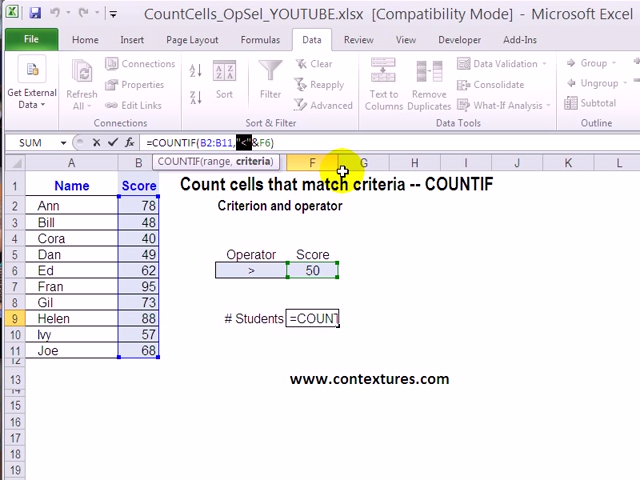 CountCells_OpSel_YOUTUBE.xlsx [Compatibility Mode] - Microsoft Excel
File Home Insert Page Layout Formulas Data Review View Developer Add-Ins
Get External Data
Refresh All
Connections
Properties
Edit Links
Connections
Sort
Filter
Clear
Reapply
Advanced
Sort & Filter
Text to Columns
Remove Duplicates
Data Validation
Consolidate
What-If Analysis
Data Tools
Group
Ungroup
Subtotal
Outline
SUM =COUNTIF(B2:B11,"<"&F6)
COUNTIF(range, criteria)
A B F G H I J K L
1 Name Score Count cells that match criteria -- COUNTIF
2 Ann 78 Criterion and operator
3 Bill 48
4 Cora 40
5 Dan 49 Operator Score
6 Ed 62 > 50
7 Fran 95
8 Gil 73
9 Helen 88 # Students =COUNT
10 Ivy 57
11 Joe 68
12
13 www.contextures.com
14
15
16
17
18
19